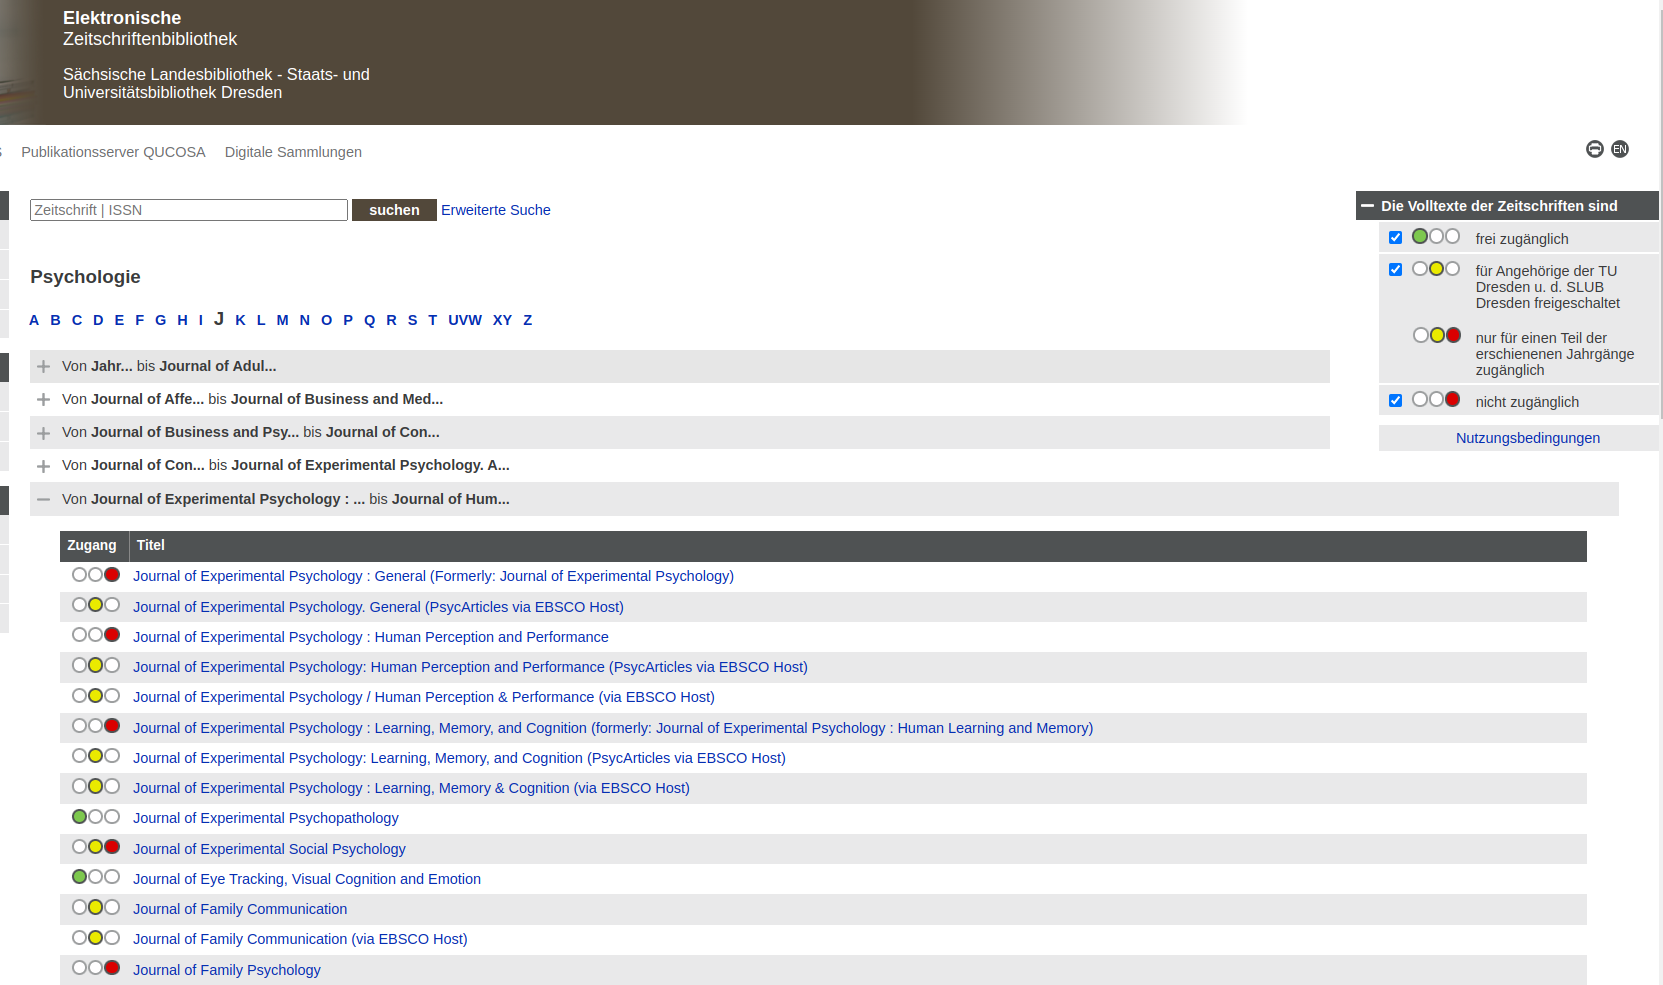 Elektronische
Zeitschriftenbibliothek
Sächsische Landesbibliothek - Staats- und
Universitätsbibliothek Dresden
Publikationsserver QUCOSA Digitale Sammlungen
EN
Zeitschrift | ISSN suchen Erweiterte Suche
Psychologie
A B C D E F G H I J K L M N O P Q R S T UVW XY Z
Von Jahr... bis Journal of Adul...
Von Journal of Affe... bis Journal of Business and Med...
Von Journal of Business and Psy... bis Journal of Con...
Von Journal of Con... bis Journal of Experimental Psychology. A...
Von Journal of Experimental Psychology : ... bis Journal of Hum...
Zugang Titel
Journal of Experimental Psychology : General (Formerly: Journal of Experimental Psychology)
Journal of Experimental Psychology. General (PsycArticles via EBSCO Host)
Journal of Experimental Psychology : Human Perception and Performance
Journal of Experimental Psychology: Human Perception and Performance (PsycArticles via EBSCO Host)
Journal of Experimental Psychology / Human Perception & Performance (via EBSCO Host)
Journal of Experimental Psychology : Learning, Memory, and Cognition (formerly: Journal of Experimental Psychology : Human Learning and Memory)
Journal of Experimental Psychology: Learning, Memory, and Cognition (PsycArticles via EBSCO Host)
Journal of Experimental Psychology : Learning, Memory & Cognition (via EBSCO Host)
Journal of Experimental Psychopathology
Journal of Experimental Social Psychology
Journal of Eye Tracking, Visual Cognition and Emotion
Journal of Family Communication
Journal of Family Communication (via EBSCO Host)
Journal of Family Psychology
Die Volltexte der Zeitschriften sind
frei zugänglich
für Angehörige der TU
Dresden u. d. SLUB
Dresden freigeschaltet
nur für einen Teil der
erschienenen Jahrgänge
zugänglich
nicht zugänglich
Nutzungsbedingungen